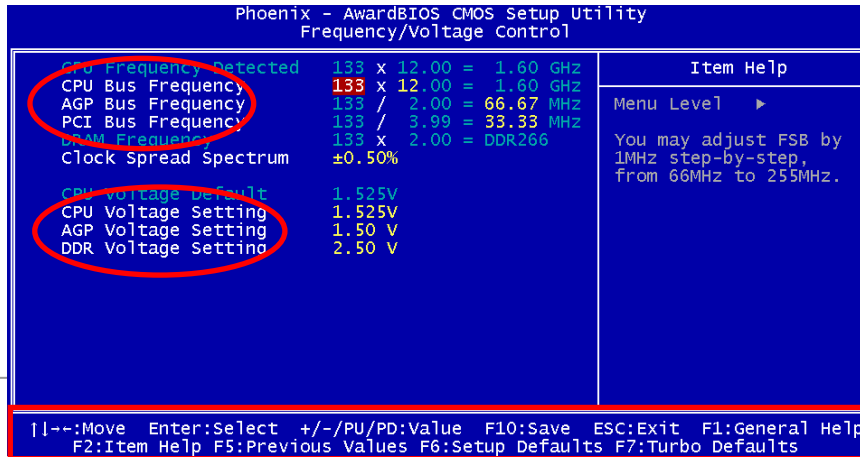 Phoenix - AwardBIOS CMOS Setup Utility
Frequency/Voltage Control
CPU Frequency Detected 133 x 12.00 = 1.60 GHz
CPU Bus Frequency 133 x 12.00 = 1.60 GHz
AGP Bus Frequency 133 / 2.00 = 66.67 MHz
PCI Bus Frequency 133 / 3.99 = 33.33 MHz
DRAM Frequency 133 x 2.00 = DDR266
Clock Spread Spectrum ±0.50%
CPU Voltage Default 1.525V
CPU Voltage Setting 1.525V
AGP Voltage Setting 1.50 V
DDR Voltage Setting 2.50 V
Item Help
Menu Level ▶
You may adjust FSB by
1MHz step-by-step,
from 66MHz to 255MHz.
↑↓→←:Move Enter:Select +/-/PU/PD:Value F10:Save ESC:Exit F1:General Help
F2:Item Help F5:Previous Values F6:Setup Defaults F7:Turbo Defaults